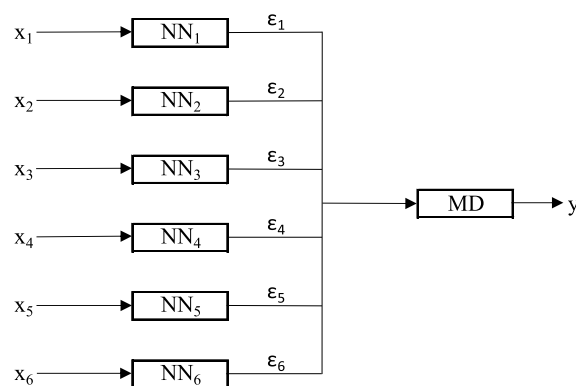 x₁ NN₁ ε₁
x₂ NN₂ ε₂
x₃ NN₃ ε₃
MD y
x₄ NN₄ ε₄
x₅ NN₅ ε₅
x₆ NN₆ ε₆